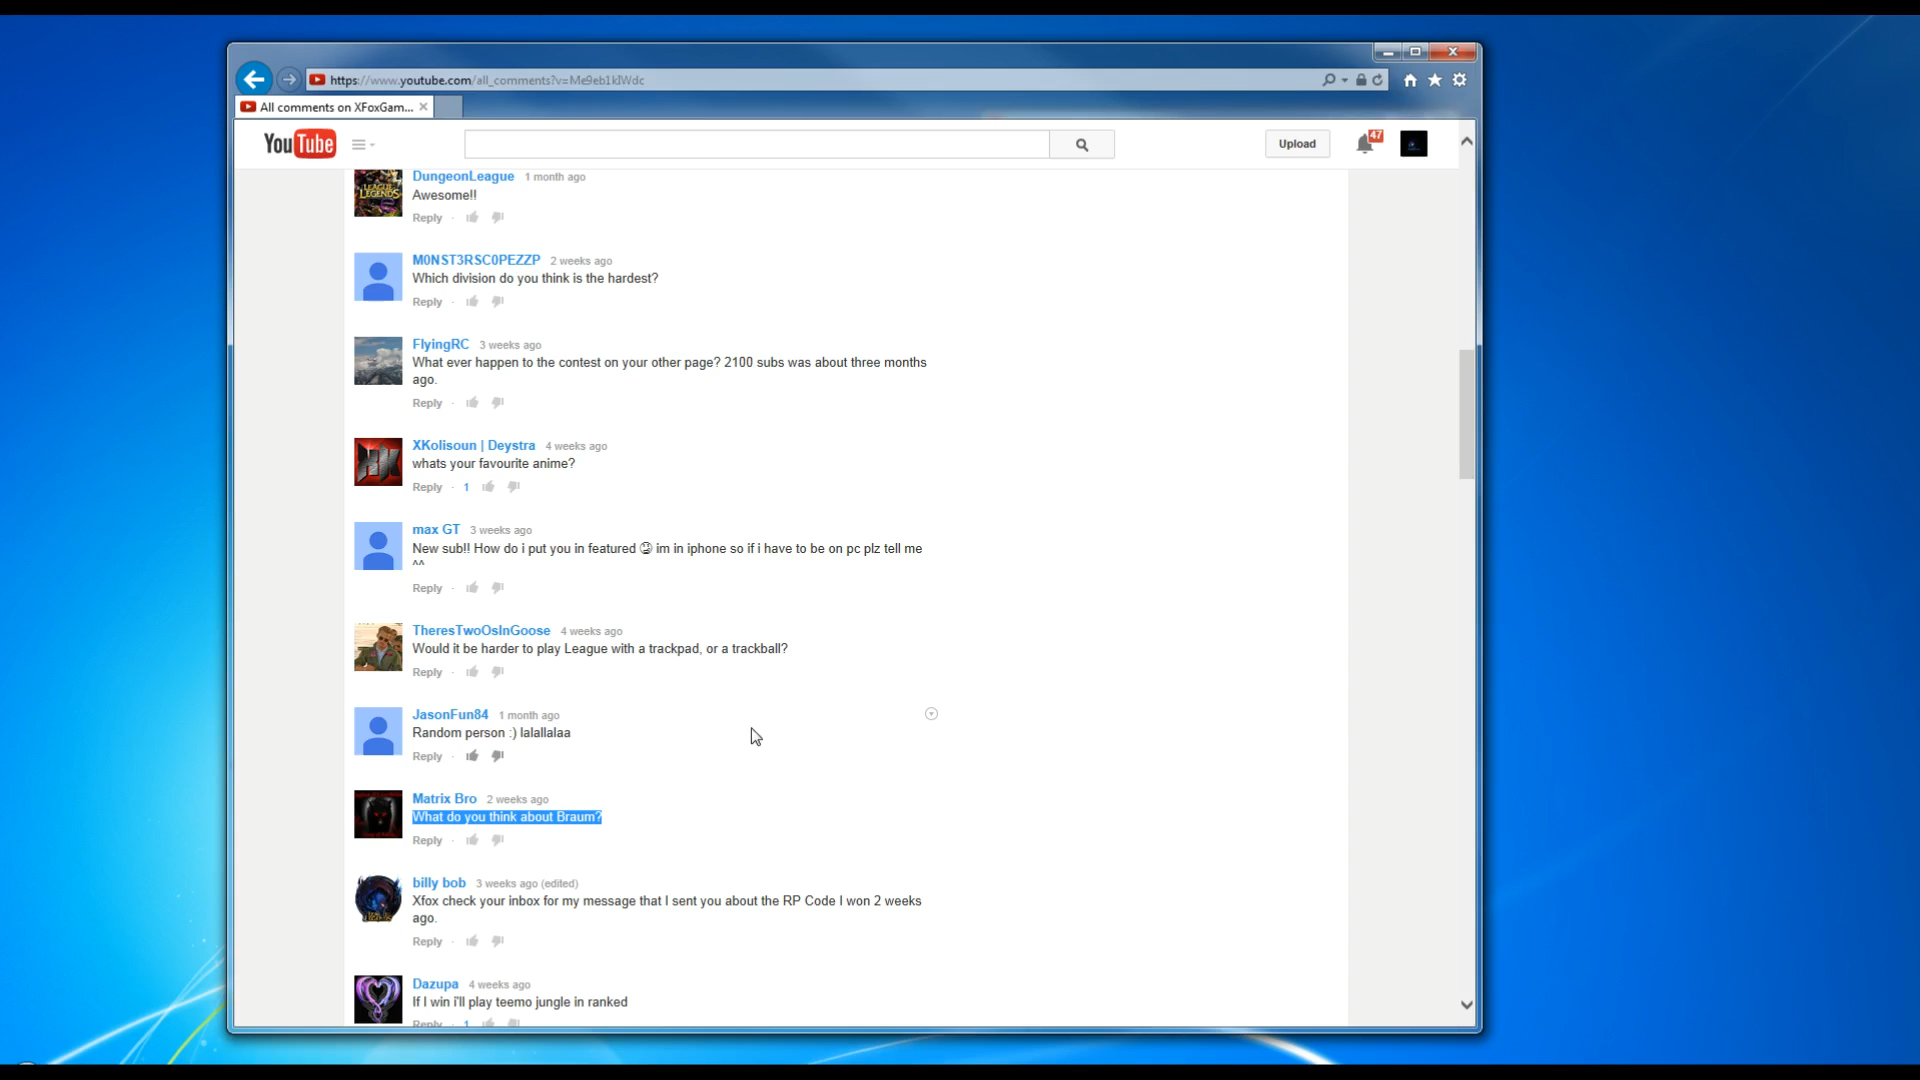 https://www.youtube.com/all_comments?v=Me9eb1kIWdc
All comments on XFoxGam...
YouTube
Upload
47
DungeonLeague 1 month ago
Awesome!!
Reply
M0NST3RSC0PEZZP 2 weeks ago
Which division do you think is the hardest?
Reply
FlyingRC 3 weeks ago
What ever happen to the contest on your other page? 2100 subs was about three months
ago.
Reply
XKolisoun | Deystra 4 weeks ago
whats your favourite anime?
Reply · 1
max GT 3 weeks ago
New sub!! How do i put you in featured im in iphone so if i have to be on pc plz tell me
^^
Reply
TheresTwoOsInGoose 4 weeks ago
Would it be harder to play League with a trackpad, or a trackball?
Reply
JasonFun84 1 month ago
Random person :) lalallalaa
Reply
Matrix Bro 2 weeks ago
What do you think about Braum?
Reply
billy bob 3 weeks ago (edited)
Xfox check your inbox for my message that I sent you about the RP Code I won 2 weeks
ago.
Reply
Dazupa 4 weeks ago
If I win i'll play teemo jungle in ranked
Reply · 1